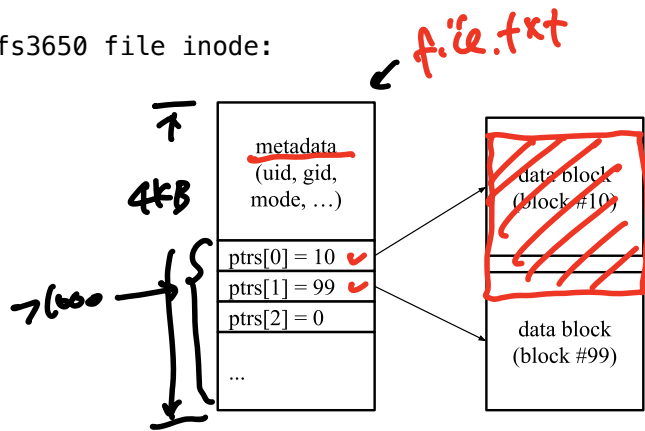 fs3650 file inode:
file.txt
metadata
(uid, gid,
mode, …)
4KB
ptrs[0] = 10
ptrs[1] = 99
ptrs[2] = 0
...
data block
(block #10)
data block
(block #99)